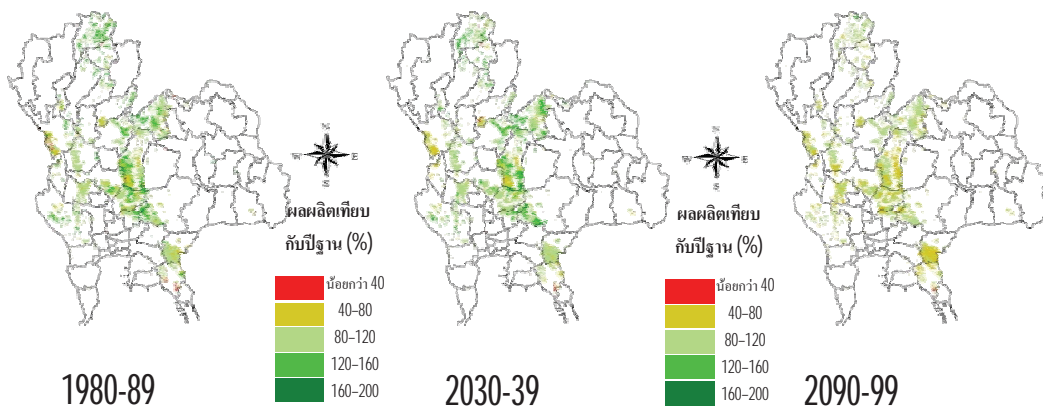 N
W E
S
ผลผลิตเทียบ
กับปีฐาน (%)
น้อยกว่า 40
40–80
80–120
120–160
160–200
N
W E
S
ผลผลิตเทียบ
กับปีฐาน (%)
น้อยกว่า 40
40–80
80–120
120–160
160–200
1980-89
2030-39
2090-99